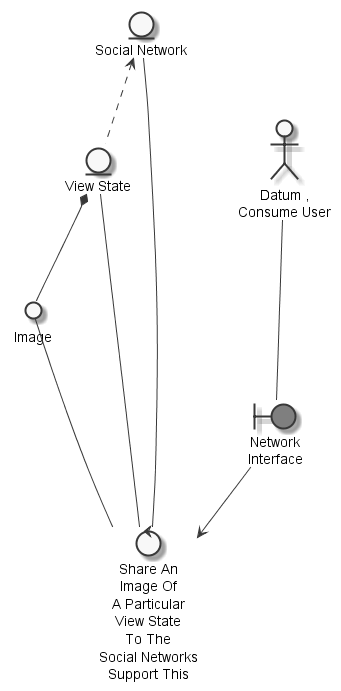 Social Network
View State
Datum ,
Consume User
Image
Network
Interface
Share An
Image Of
A Particular
View State
To The
Social Networks
Support This